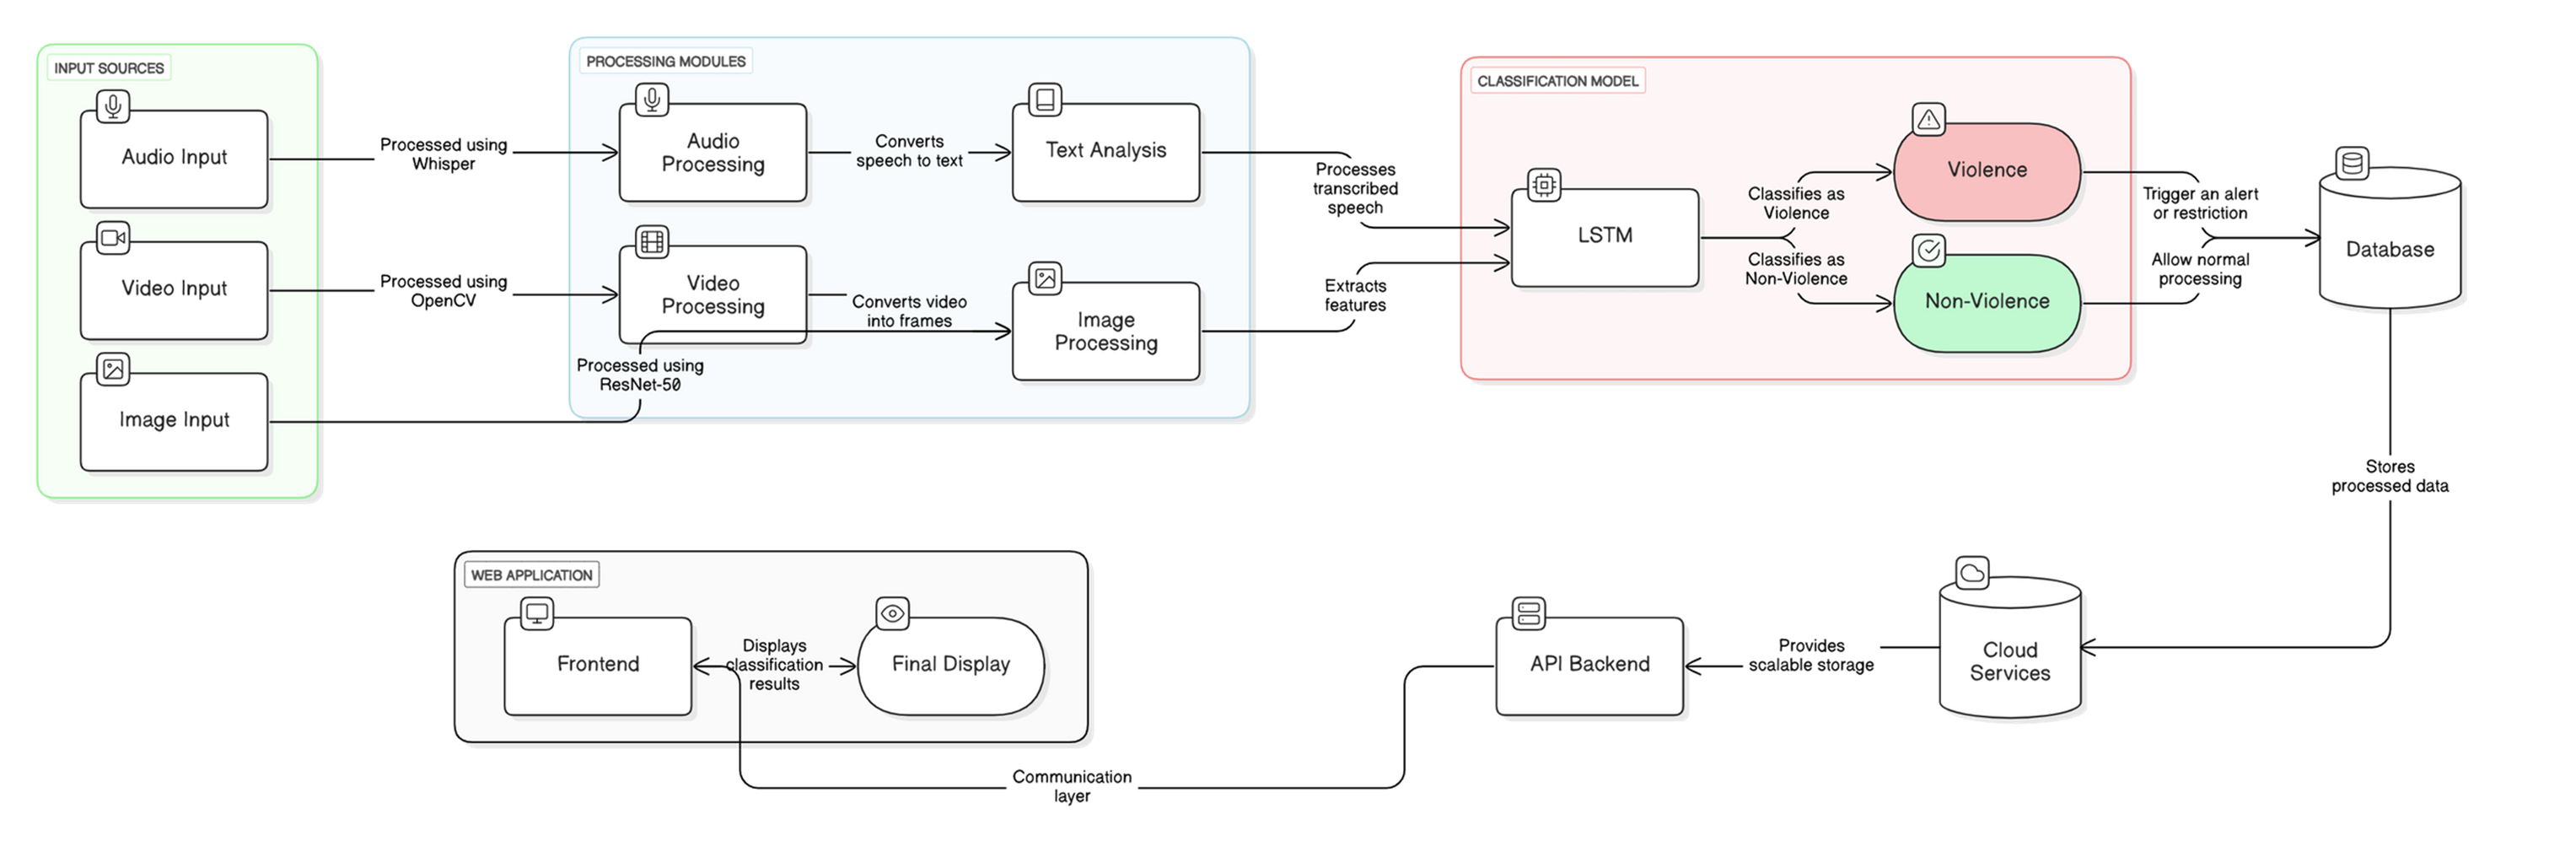 INPUT SOURCES
Audio Input
Video Input
Image Input
Processed using
Whisper
Processed using
OpenCV
Processed using
ResNet-50
PROCESSING MODULES
Audio
Processing
Converts
speech to text
Text Analysis
Video
Processing
Converts video
into frames
Image
Processing
Processes
transcribed
speech
Extracts
features
CLASSIFICATION MODEL
LSTM
Classifies as
Violence
Classifies as
Non-Violence
Violence
Non-Violence
Trigger an alert
or restriction
Allow normal
processing
Database
Stores
processed data
Cloud
Services
Provides
scalable storage
API Backend
Communication
layer
WEB APPLICATION
Frontend
Displays
classification
results
Final Display